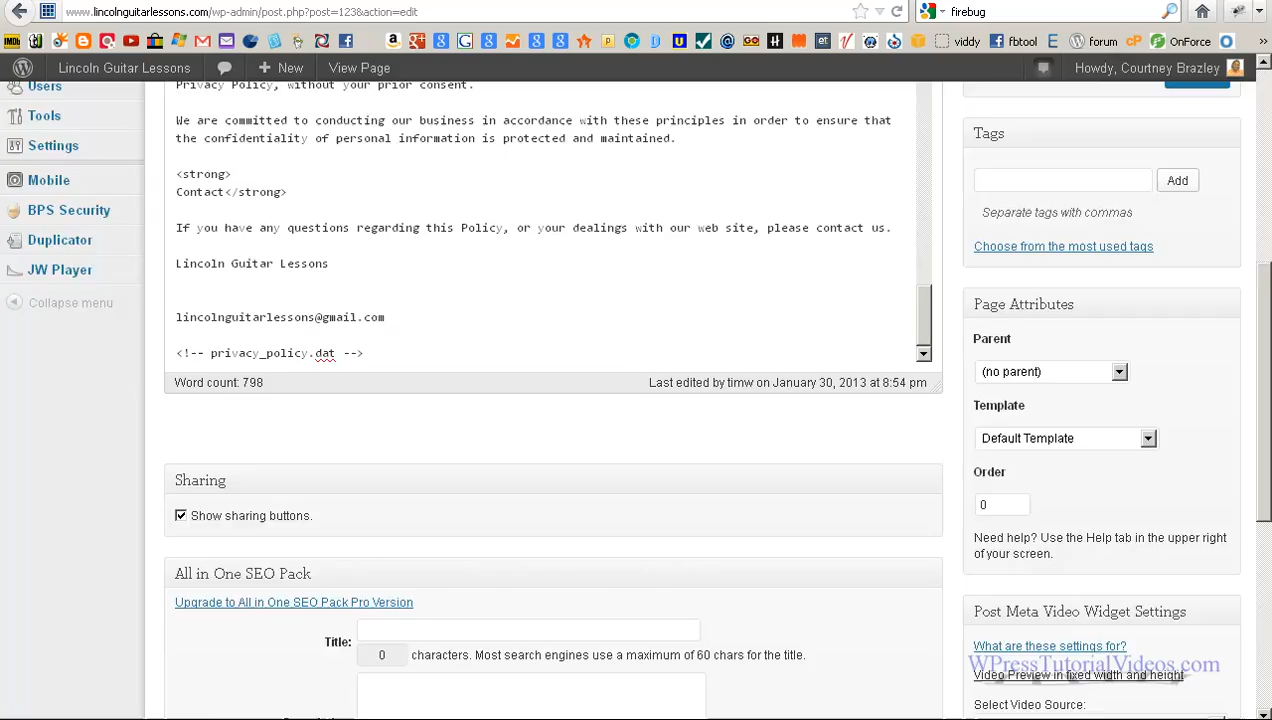 www.lincolnguitarlessons.com/wp-admin/post.php?post=123&action=edit
firebug
viddy
fbtool
forum
OnForce
Lincoln Guitar Lessons
New
View Page
Howdy, Courtney Brazley
Users
Tools
Settings
Mobile
BPS Security
Duplicator
JW Player
Collapse menu
Privacy Policy, without your prior consent.
We are committed to conducting our business in accordance with these principles in order to ensure that
the confidentiality of personal information is protected and maintained.
<strong>
Contact</strong>
If you have any questions regarding this Policy, or your dealings with our web site, please contact us.
Lincoln Guitar Lessons
lincolnguitarlessons@gmail.com
<!-- privacy_policy.dat -->
Word count: 798
Last edited by timw on January 30, 2013 at 8:54 pm
Sharing
Show sharing buttons.
All in One SEO Pack
Upgrade to All in One SEO Pack Pro Version
Title:
0 characters. Most search engines use a maximum of 60 chars for the title.
Tags
Add
Separate tags with commas
Choose from the most used tags
Page Attributes
Parent
(no parent)
Template
Default Template
Order
0
Need help? Use the Help tab in the upper right
of your screen.
Post Meta Video Widget Settings
What are these settings for?
WPressTutorialVideos.com
Video Preview in fixed width and height
Select Video Source: